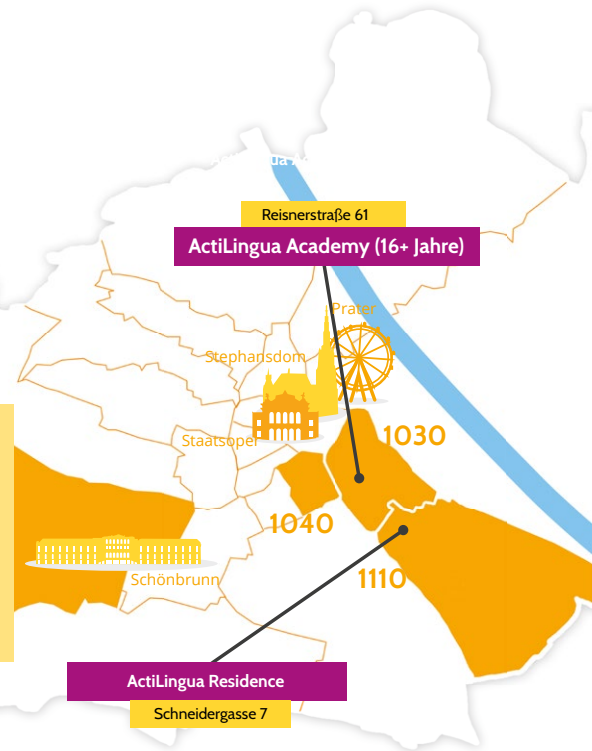 Reisnerstraße 61
ActiLingua Academy (16+ Jahre)
Prater
Stephansdom
Staatsoper
1030
1040
1110
Schönbrunn
ActiLingua Residence
Schneidergasse 7